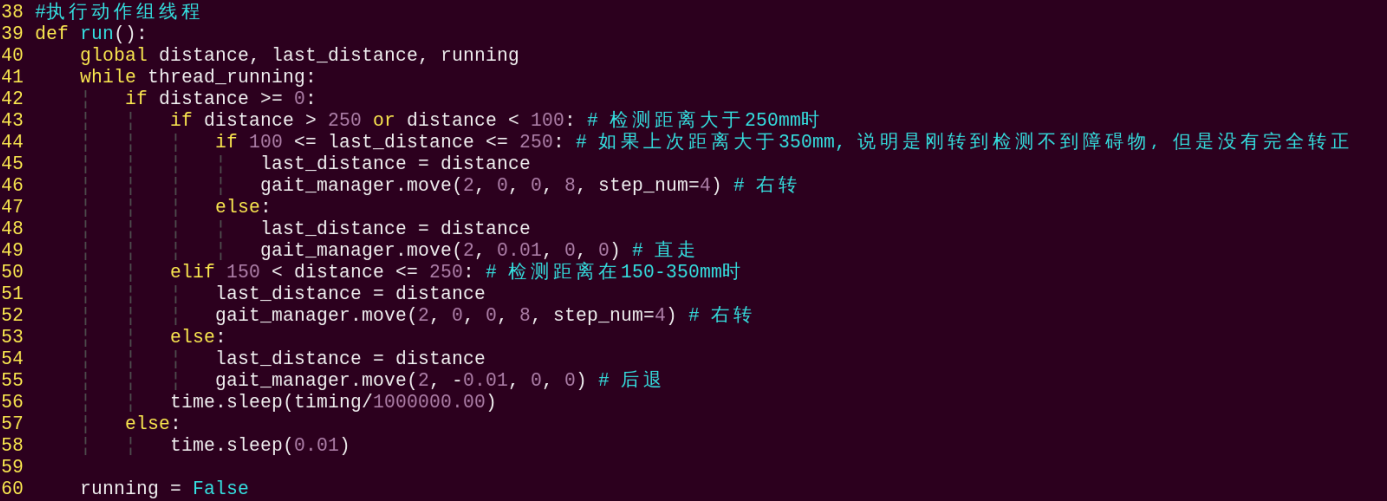 38 #执行动作组线程
39 def run():
40     global distance, last_distance, running
41     while thread_running:
42         if distance >= 0:
43             if distance > 250 or distance < 100: # 检测距离大于250mm时
44                 if 100 <= last_distance <= 250: # 如果上次距离大于350mm, 说明是刚转到检测不到障碍物, 但是没有完全转正
45                     last_distance = distance
46                     gait_manager.move(2, 0, 0, 8, step_num=4) # 右转
47                 else:
48                     last_distance = distance
49                     gait_manager.move(2, 0.01, 0, 0) # 直走
50             elif 150 < distance <= 250: # 检测距离在150-350mm时
51                 last_distance = distance
52                 gait_manager.move(2, 0, 0, 8, step_num=4) # 右转
53             else:
54                 last_distance = distance
55                 gait_manager.move(2, -0.01, 0, 0) # 后退
56             time.sleep(timing/1000000.00)
57         else:
58             time.sleep(0.01)
59
60     running = False